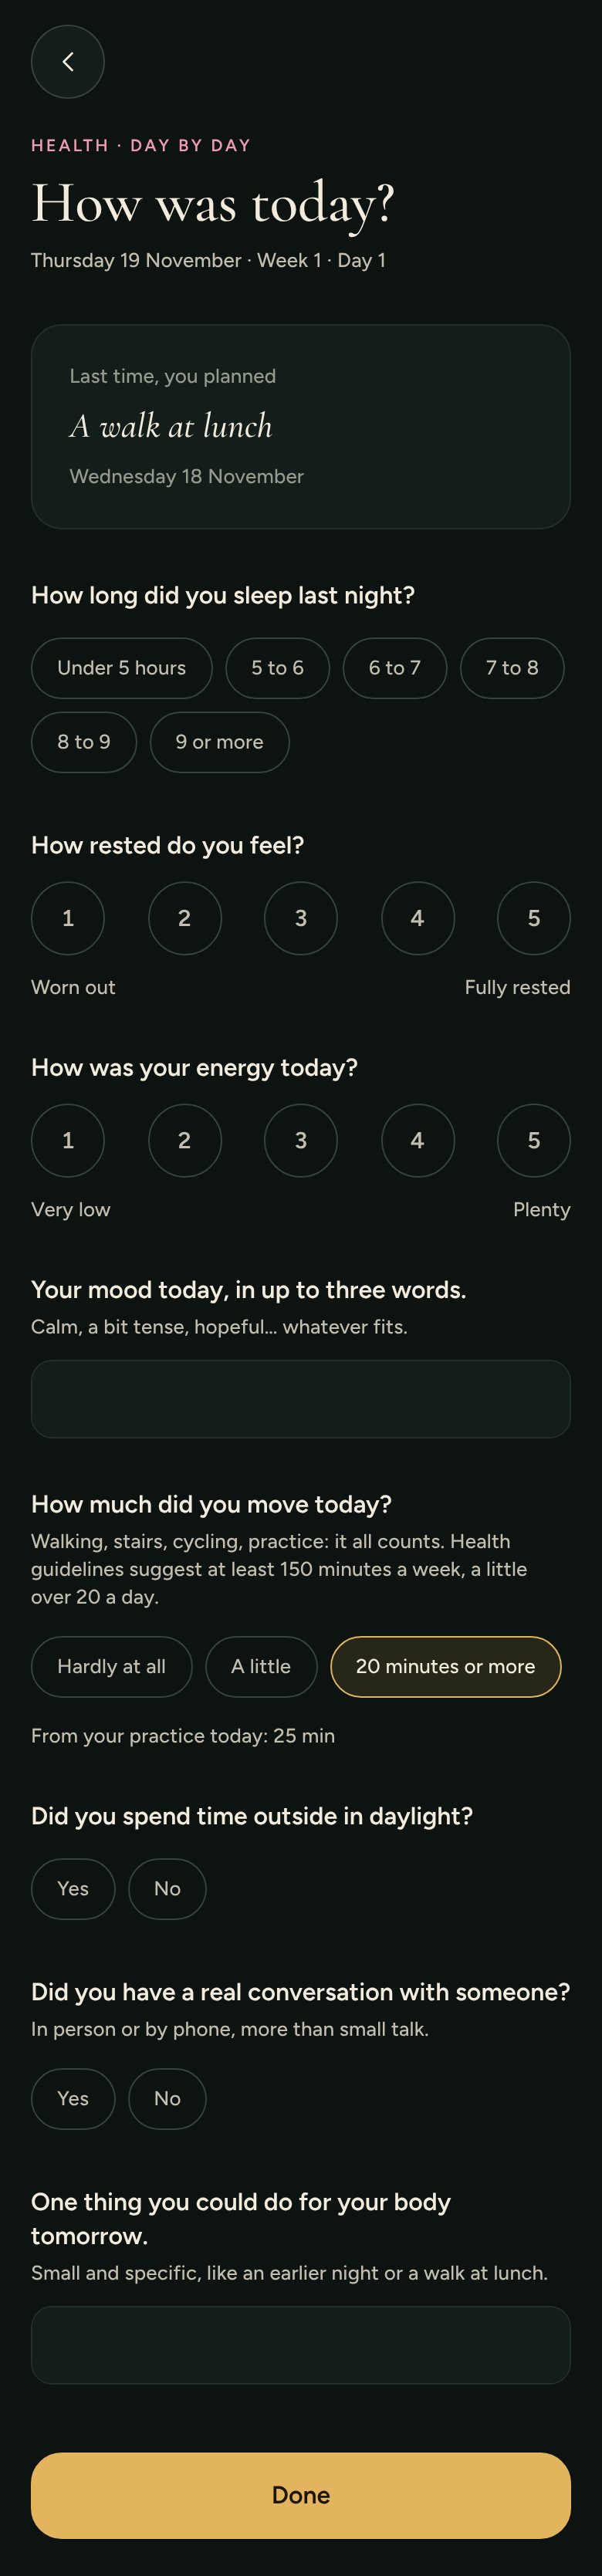 HEALTH · DAY BY DAY
How was today?
Thursday 19 November · Week 1 · Day 1
Last time, you planned
A walk at lunch
Wednesday 18 November
How long did you sleep last night?
Under 5 hours 5 to 6 6 to 7 7 to 8
8 to 9 9 or more
How rested do you feel?
1 2 3 4 5
Worn out Fully rested
How was your energy today?
1 2 3 4 5
Very low Plenty
Your mood today, in up to three words.
Calm, a bit tense, hopeful... whatever fits.
How much did you move today?
Walking, stairs, cycling, practice: it all counts. Health
guidelines suggest at least 150 minutes a week, a little
over 20 a day.
Hardly at all A little 20 minutes or more
From your practice today: 25 min
Did you spend time outside in daylight?
Yes No
Did you have a real conversation with someone?
In person or by phone, more than small talk.
Yes No
One thing you could do for your body
tomorrow.
Small and specific, like an earlier night or a walk at lunch.
Done